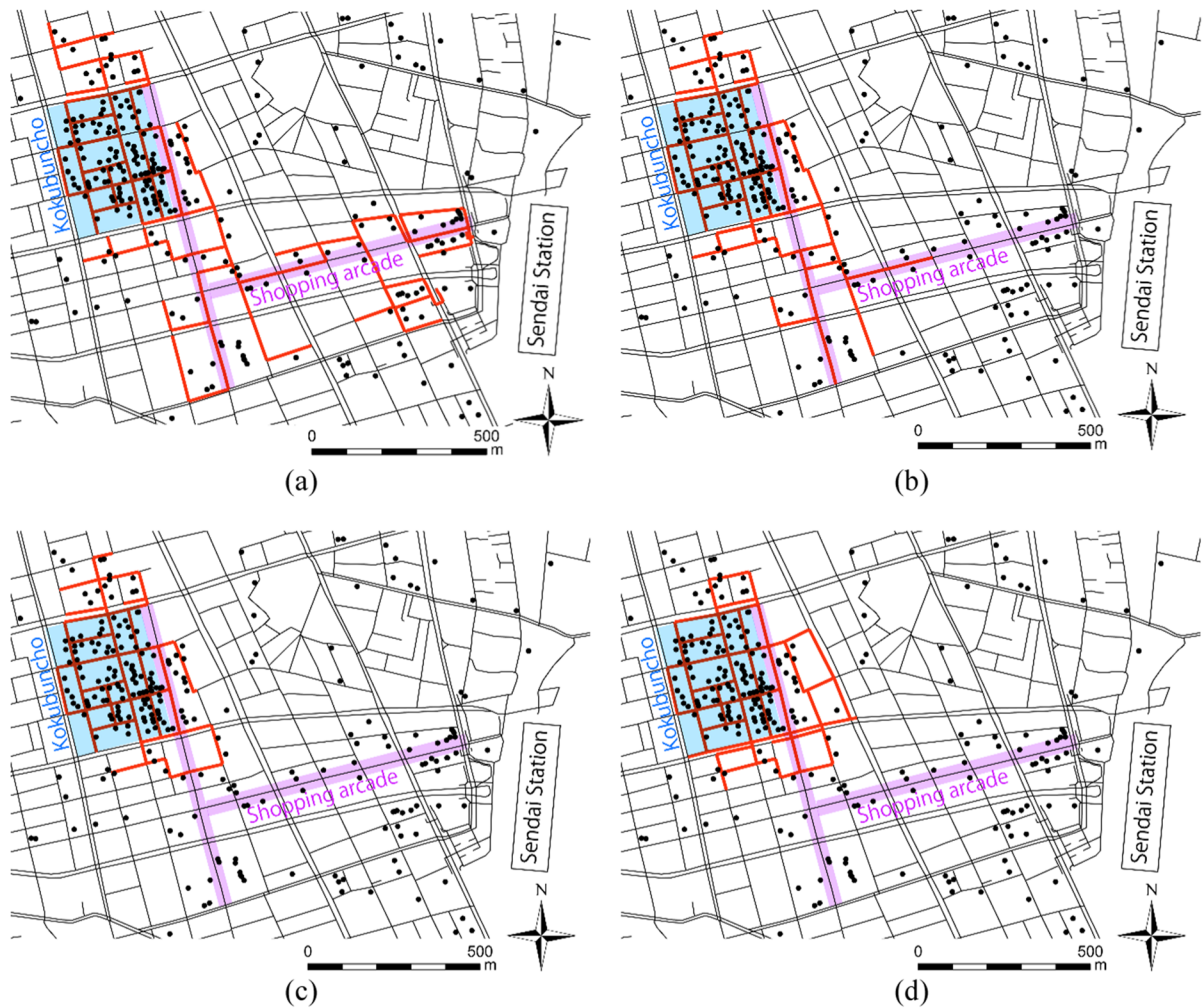 Kokubuncho
Shopping arcade
Sendai Station
N
0
500
m
(a)
Kokubuncho
Shopping arcade
Sendai Station
N
0
500
m
(b)
Kokubuncho
Shopping arcade
Sendai Station
N
0
500
m
(c)
Kokubuncho
Shopping arcade
Sendai Station
N
0
500
m
(d)